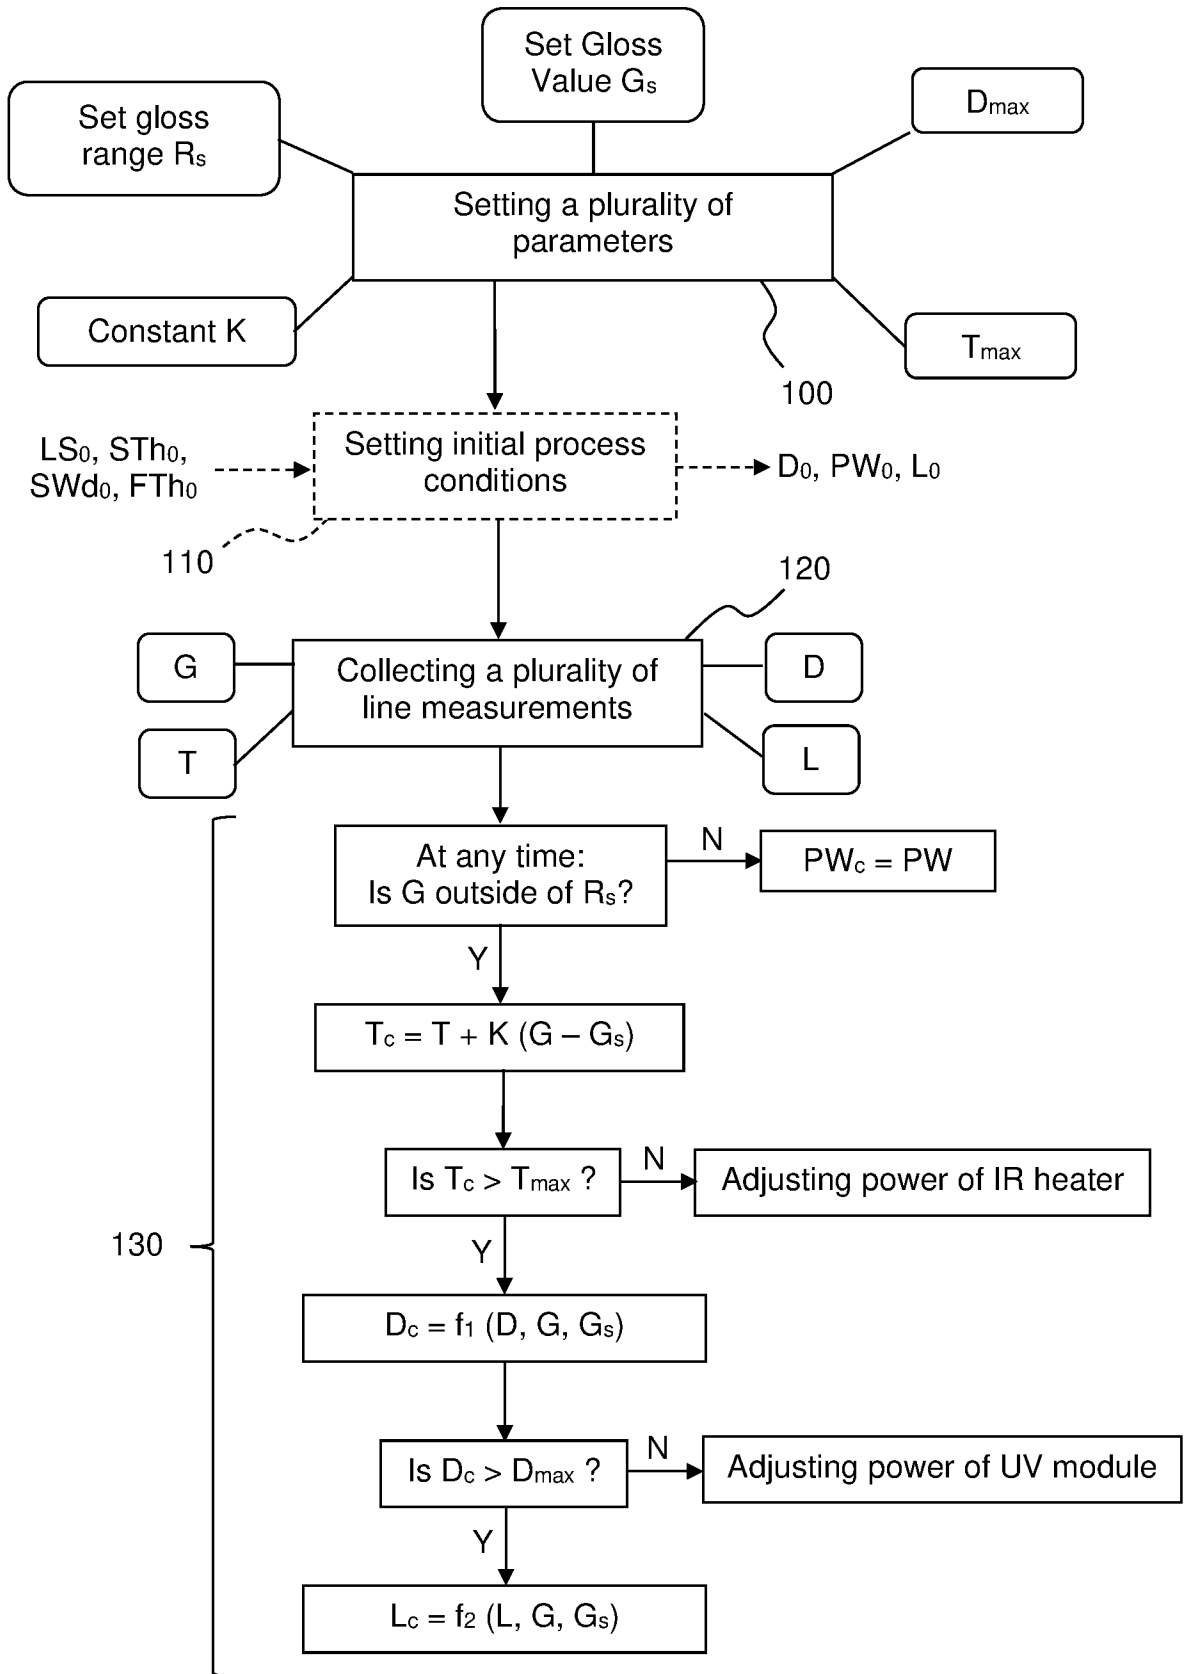 Set Gloss
Value Gs
Dmax
Set gloss
range Rs
Setting a plurality of
parameters
Constant K
Tmax
100
LS0, STh0,
SWd0, FTh0
Setting initial process
conditions
D0, PW0, L0
110
120
G
Collecting a plurality of
line measurements
D
T
L
At any time:
Is G outside of Rs?
N
PWc = PW
Y
Tc = T + K (G – Gs)
Is Tc > Tmax ?
N
Adjusting power of IR heater
130
Y
Dc = f1 (D, G, Gs)
Is Dc > Dmax ?
N
Adjusting power of UV module
Y
Lc = f2 (L, G, Gs)